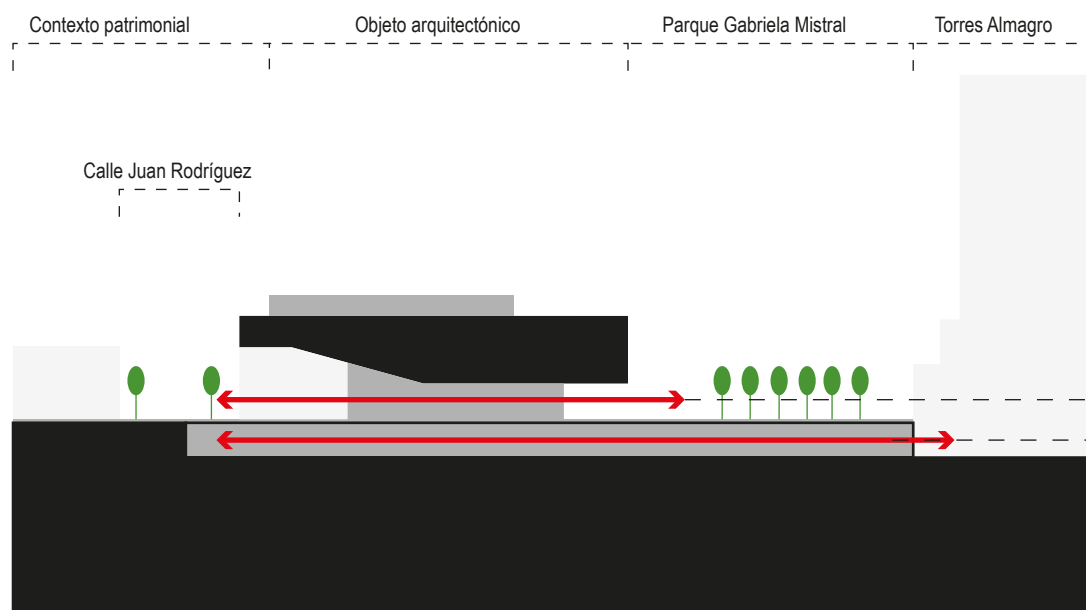 Contexto patrimonial
Objeto arquitectónico
Parque Gabriela Mistral
Torres Almagro
Calle Juan Rodríguez